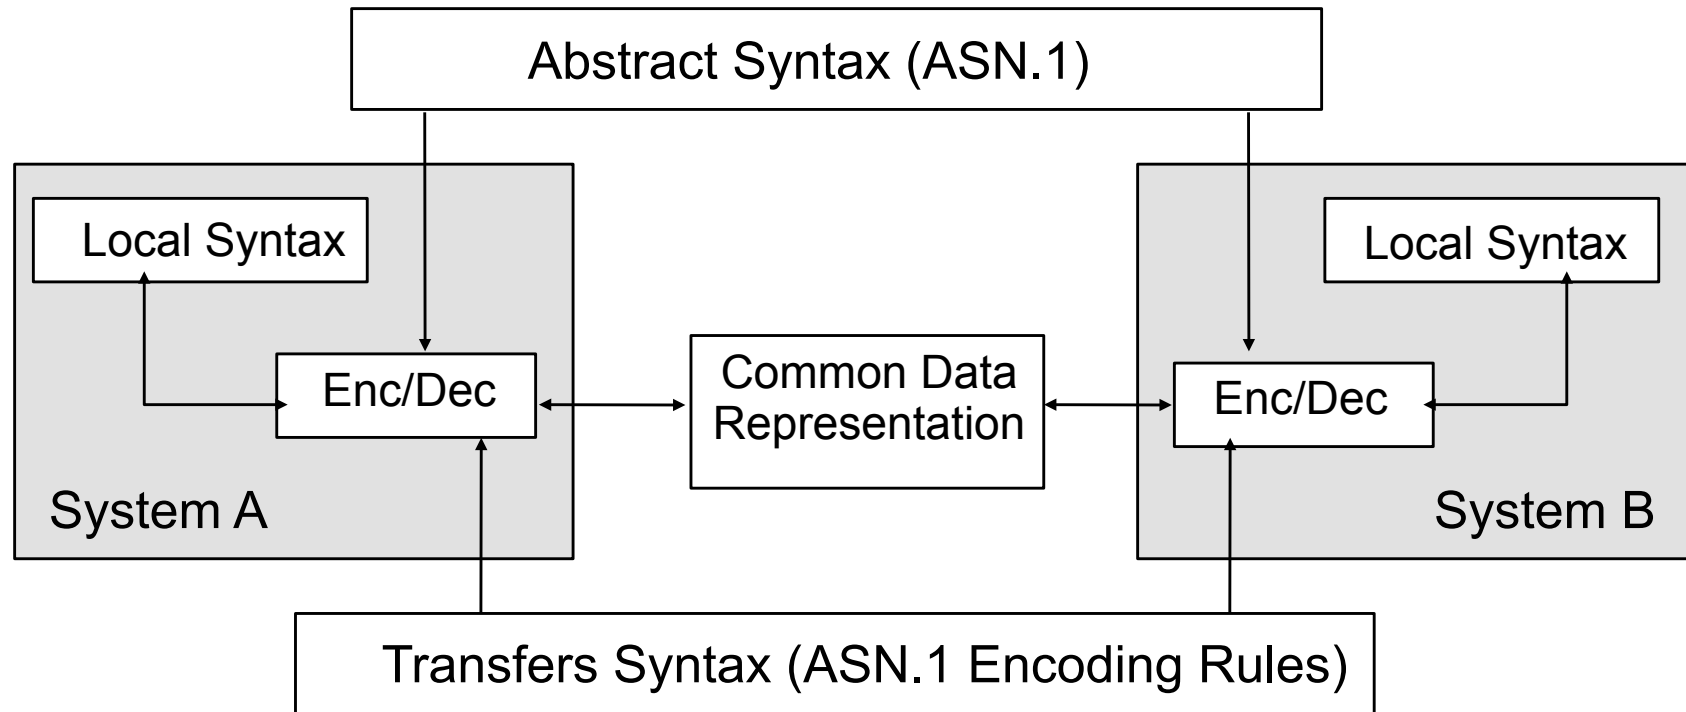 Abstract Syntax (ASN.1)
Local Syntax
Local Syntax
Enc/Dec
Common Data
Representation
Enc/Dec
System A
System B
Transfers Syntax (ASN.1 Encoding Rules)